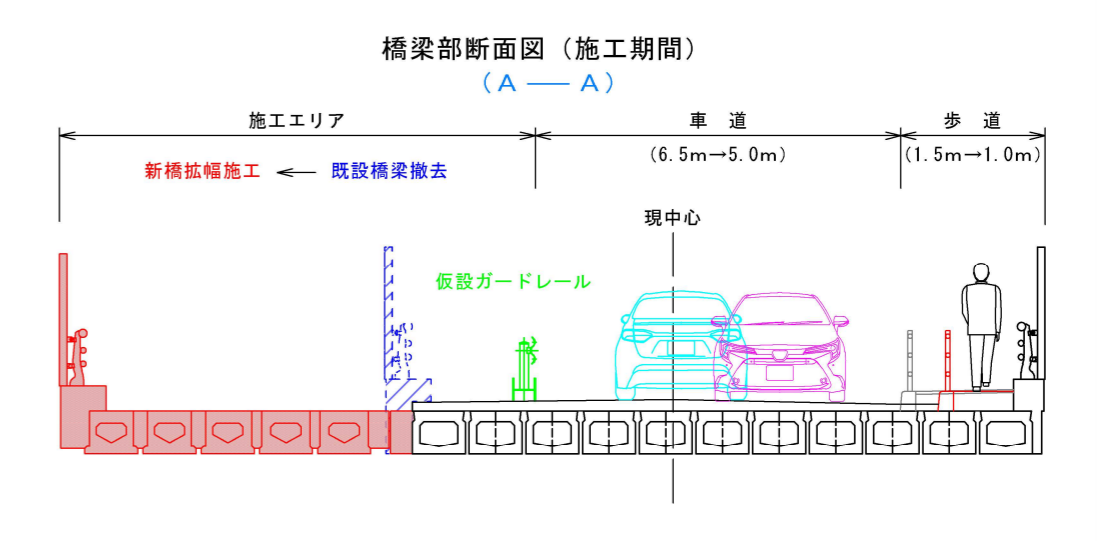 橋梁部断面図（施工期間）
（A ── A）
施工エリア 車 道 歩 道
新橋拡幅施工 ← 既設橋梁撤去 （6.5m→5.0m） （1.5m→1.0m）
現中心
仮設ガードレール